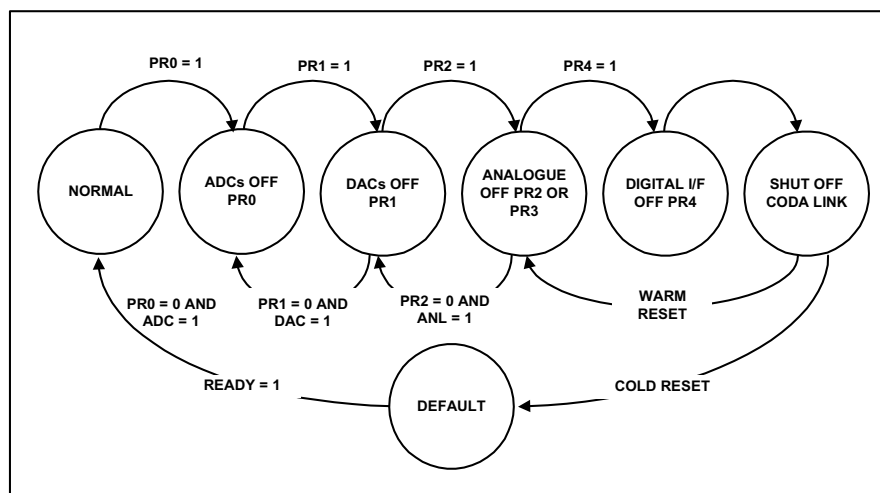 PR0 = 1
PR1 = 1
PR2 = 1
PR4 = 1
NORMAL
ADCs OFF
PR0
DACs OFF
PR1
ANALOGUE
OFF PR2 OR
PR3
DIGITAL I/F
OFF PR4
SHUT OFF
CODA LINK
PR0 = 0 AND
ADC = 1
PR1 = 0 AND
DAC = 1
PR2 = 0 AND
ANL = 1
WARM
RESET
READY = 1
DEFAULT
COLD RESET